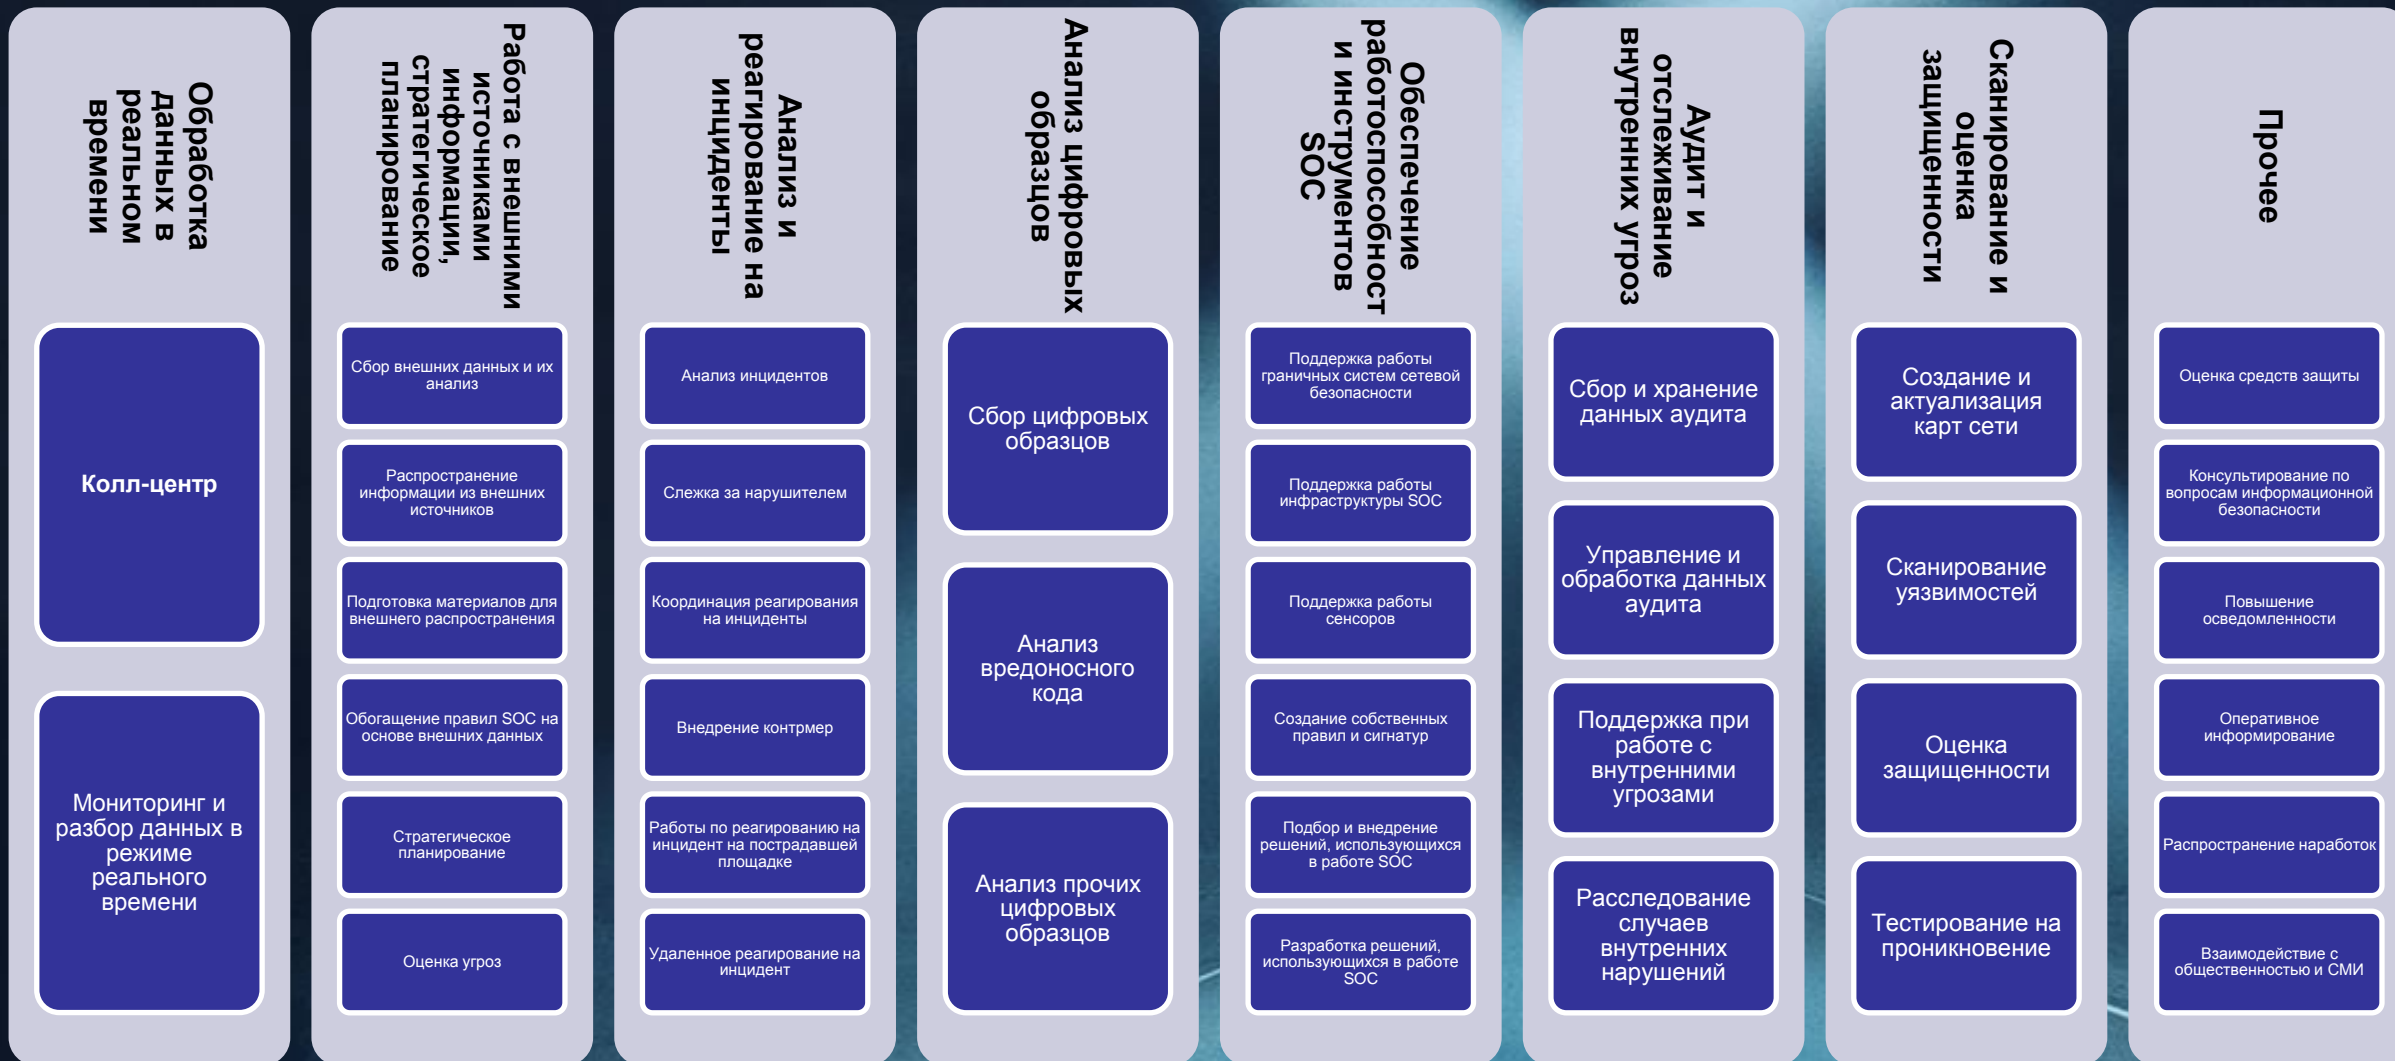 Обработка
данных в
реальном
времени
Колл-центр
Мониторинг и
разбор данных в
режиме
реального
времени
Работа с внешними
источниками
информации,
стратегическое
планирование
Сбор внешних данных и их
анализ
Распространение
информации из внешних
источников
Подготовка материалов для
внешнего распространения
Обогащение правил SOC на
основе внешних данных
Стратегическое
планирование
Оценка угроз
Анализ и
реагирование на
инциденты
Анализ инцидентов
Слежка за нарушителем
Координация реагирования
на инциденты
Внедрение контрмер
Работы по реагированию на
инцидент на пострадавшей
площадке
Удаленное реагирование на
инцидент
Анализ цифровых
образцов
Сбор цифровых
образцов
Анализ
вредоносного
кода
Анализ прочих
цифровых
образцов
Обеспечение
работоспособност
и инструментов
SOC
Поддержка работы
граничных систем сетевой
безопасности
Поддержка работы
инфраструктуры SOC
Поддержка работы
сенсоров
Создание собственных
правил и сигнатур
Подбор и внедрение
решений, использующихся
в работе SOC
Разработка решений,
использующихся в работе
SOC
Аудит и
отслеживание
внутренних угроз
Сбор и хранение
данных аудита
Управление и
обработка данных
аудита
Поддержка при
работе с
внутренними
угрозами
Расследование
случаев
внутренних
нарушений
Сканирование и
оценка
защищенности
Создание и
актуализация
карт сети
Сканирование
уязвимостей
Оценка
защищенности
Тестирование на
проникновение
Прочее
Оценка средств защиты
Консультирование по
вопросам информационной
безопасности
Повышение
осведомленности
Оперативное
информирование
Распространение наработок
Взаимодействие с
общественностью и СМИ